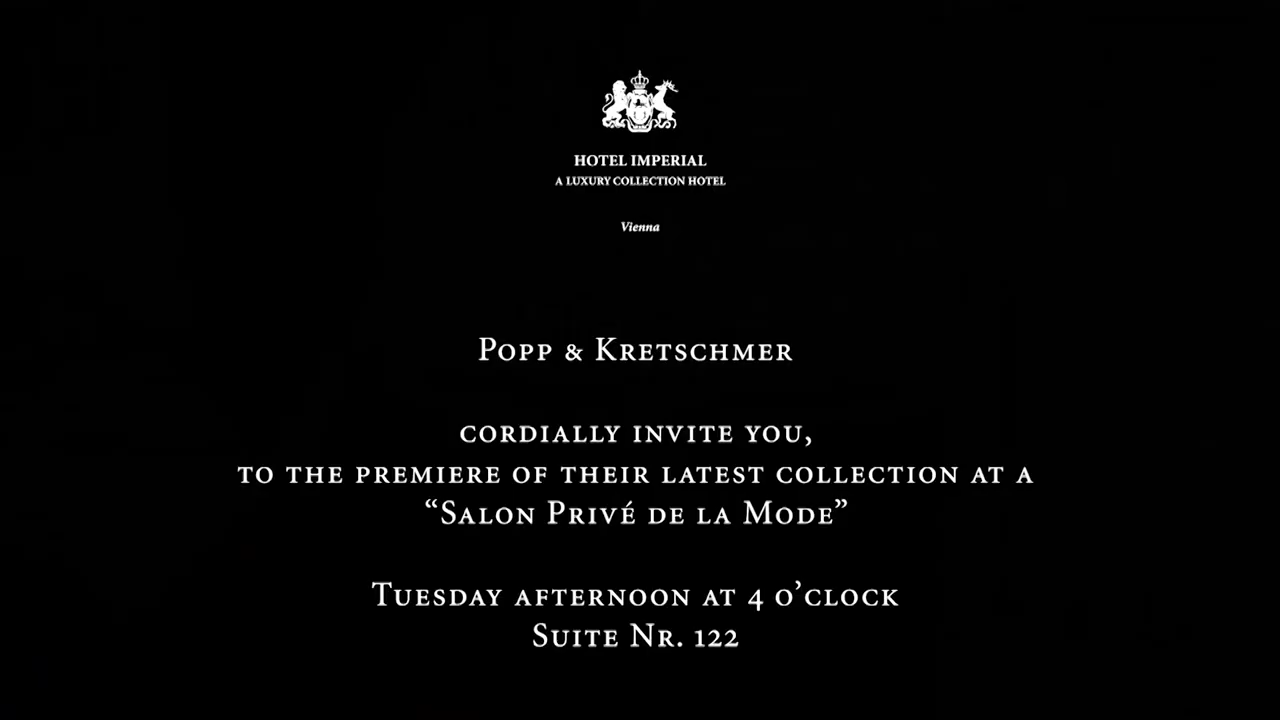 HOTEL IMPERIAL
A LUXURY COLLECTION HOTEL
Vienna
Popp & Kretschmer
cordially invite you,
to the premiere of their latest collection at a
“Salon Privé de la Mode”
Tuesday afternoon at 4 o’clock
Suite Nr. 122